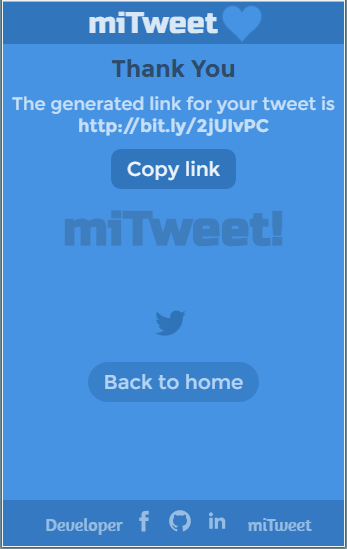 miTweet
Thank You
The generated link for your tweet is
http://bit.ly/2jUIvPC
Copy link
miTweet!
Back to home
Developer miTweet